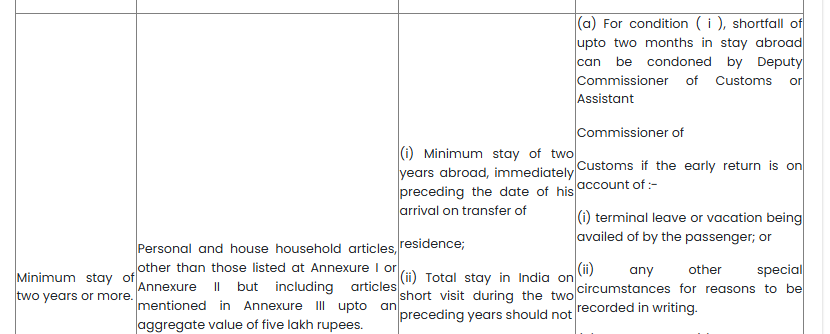 Minimum stay of
two years or more.
Personal and house household articles,
other than those listed at Annexure I or
Annexure II but including articles
mentioned in Annexure III upto an
aggregate value of five lakh rupees.
(i) Minimum stay of two
years abroad, immediately
preceding the date of his
arrival on transfer of
residence;
(ii) Total stay in India on
short visit during the two
preceding years should not
(a) For condition ( i ), shortfall of
upto two months in stay abroad
can be condoned by Deputy
Commissioner of Customs or
Assistant
Commissioner of
Customs if the early return is on
account of :-
(i) terminal leave or vacation being
availed of by the passenger; or
(ii) any other special
circumstances for reasons to be
recorded in writing.